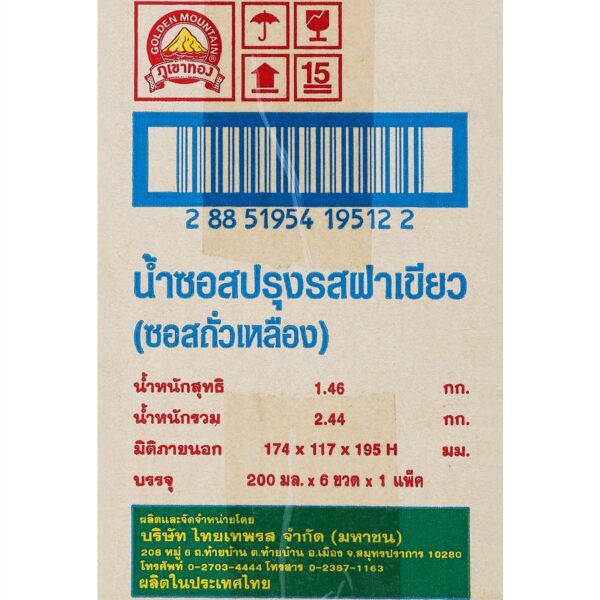 GOLDEN MOUNTAIN
ภูเขาทอง
15
2 88 51954 19512 2
น้ำซอสปรุงรสฝาเขียว
(ซอสถั่วเหลือง)
น้ำหนักสุทธิ 1.46 กก.
น้ำหนักรวม 2.44 กก.
มิติภายนอก 174 x 117 x 195 H มม.
บรรจุ 200 มล. x 6 ขวด x 1 แพ็ค
ผลิตและจัดจำหน่ายโดย
บริษัท ไทยเทพรส จำกัด (มหาชน)
208 หมู่ 6 ถ.ท้ายบ้าน ต.ท้ายบ้าน อ.เมือง จ.สมุทรปราการ 10280
โทรศัพท์ 0-2703-4444 โทรสาร 0-2387-1163
ผลิตในประเทศไทย